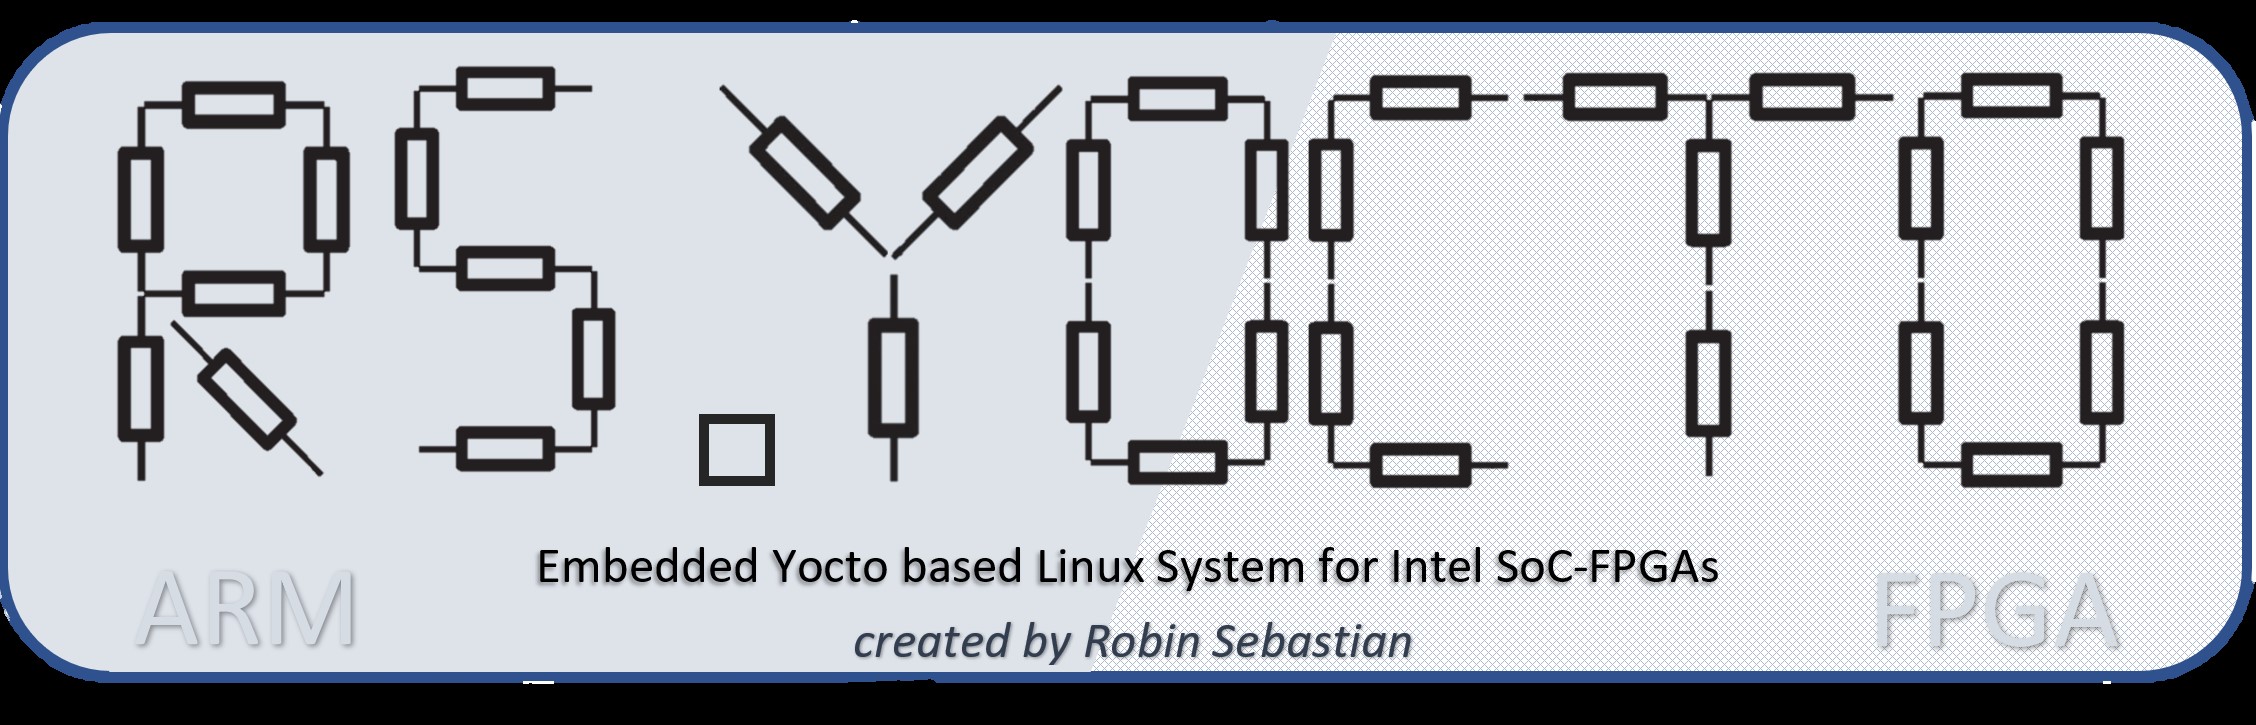 RS.YOCTO
Embedded Yocto based Linux System for Intel SoC-FPGAs
ARM
FPGA
created by Robin Sebastian